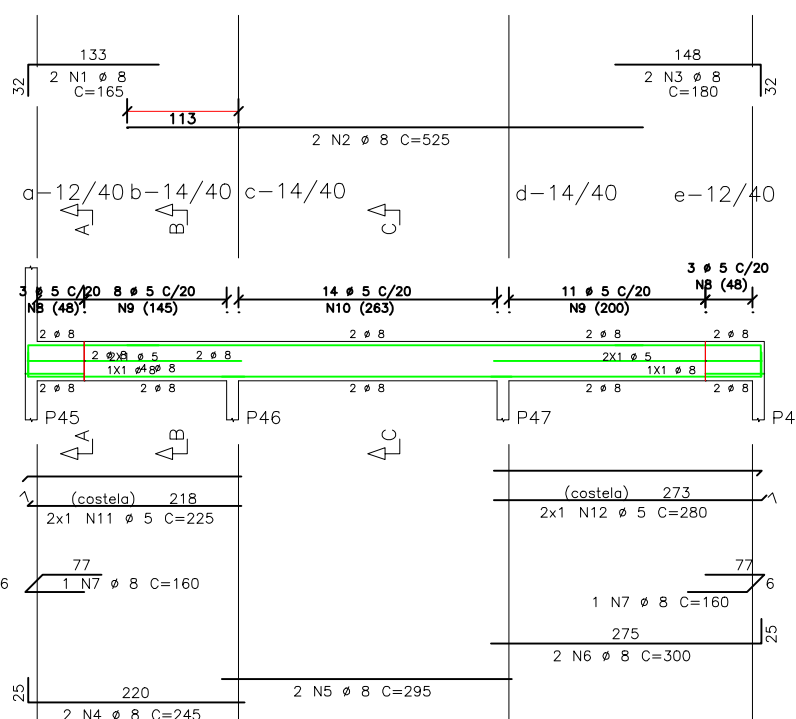 133
148
32
2 N1 ø 8
C=165
2 N3 ø 8
C=180
32
113
2 N2 ø 8 C=525
a-12/40
b-14/40
c-14/40
d-14/40
e-12/40
A
B
C
3 ø 5 C/20
N8 (48)
8 ø 5 C/20
N9 (145)
14 ø 5 C/20
N10 (263)
11 ø 5 C/20
N9 (200)
3 ø 5 C/20
N8 (48)
2 ø 8
2 ø 8
2 ø 8
2 ø 8
2 ø 8
2X1 ø 5
2 ø 8
2X1 ø 5
1X1 ø 8
4 ø 8
1X1 ø 8
2 ø 8
2 ø 8
2 ø 8
2 ø 8
P45
P46
P47
P4
A
B
C
7
(costela) 218
2x1 N11 ø 5 C=225
(costela) 273
2x1 N12 ø 5 C=280
7
77
6
1 N7 ø 8 C=160
77
6
1 N7 ø 8 C=160
275
25
2 N6 ø 8 C=300
25
220
2 N4 ø 8 C=245
2 N5 ø 8 C=295